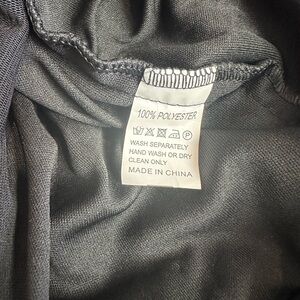 100% POLYESTER
WASH SEPARATELY
HAND WASH OR DRY
CLEAN ONLY
MADE IN CHINA